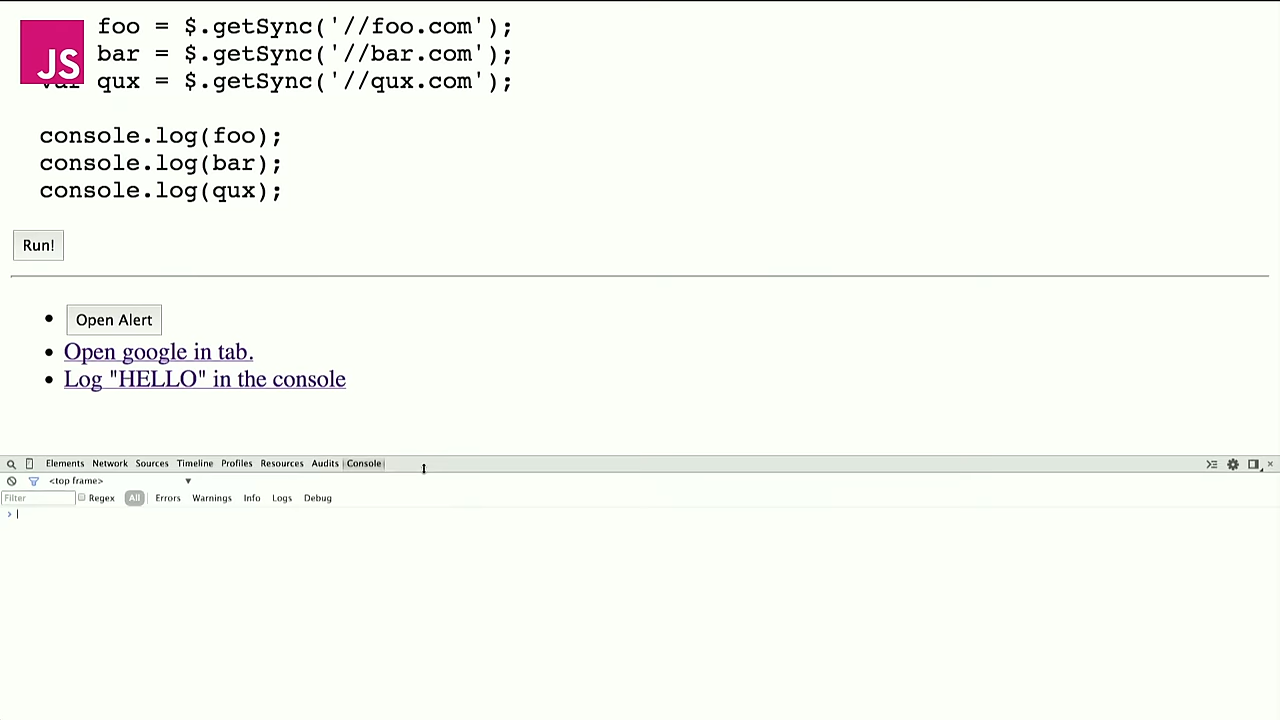 foo = $.getSync('//foo.com');
JS
bar = $.getSync('//bar.com');
var qux = $.getSync('//qux.com');
console.log(foo);
console.log(bar);
console.log(qux);
Run!
Open Alert
Open google in tab.
Log "HELLO" in the console
Elements Network Sources Timeline Profiles Resources Audits Console
<top frame>
Filter Regex All Errors Warnings Info Logs Debug